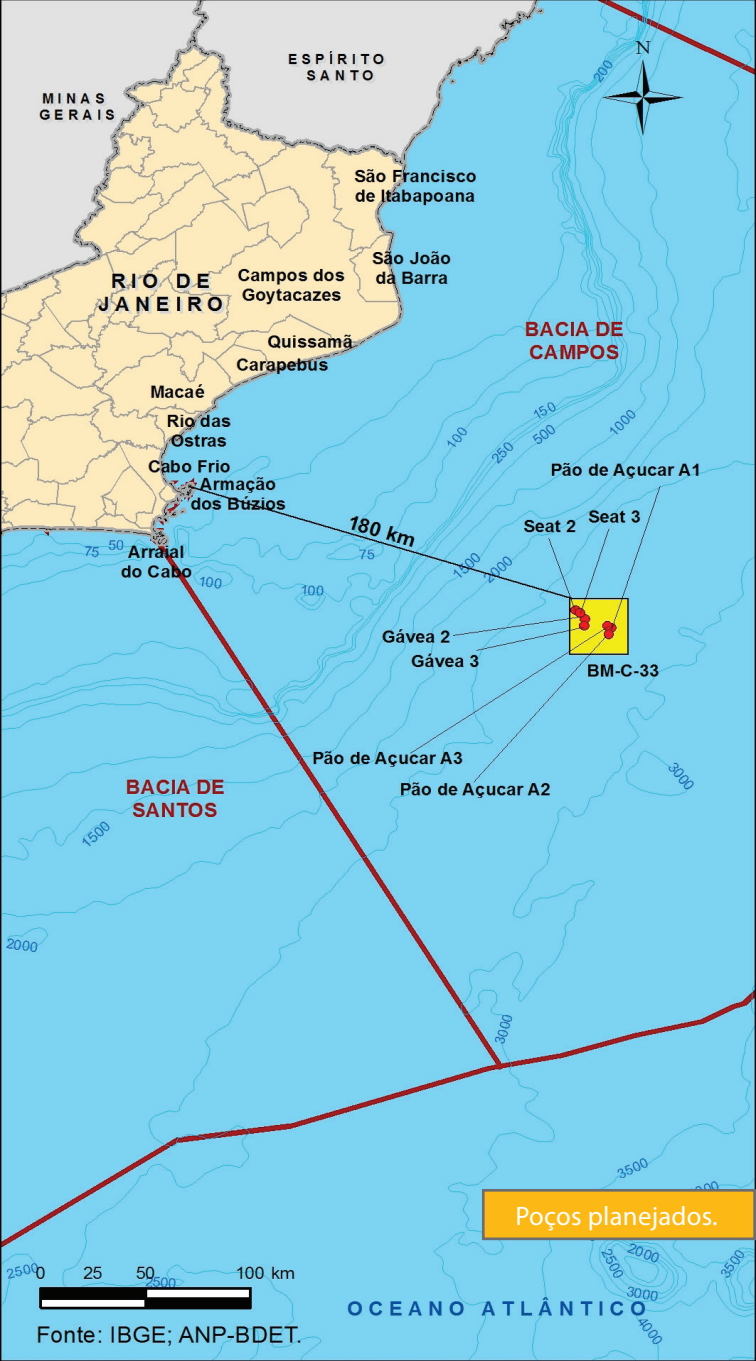 N
200
ESPÍRITO
SANTO
MINAS
GERAIS
São Francisco
de Itabapoana
São João
da Barra
Campos dos
Goytacazes
RIO DE
JANEIRO
Quissamã
Carapebus
BACIA DE
CAMPOS
Macaé
Rio das
Ostras
150
1000
100
250
500
Cabo Frio
Armação
dos Búzios
Pão de Açucar A1
Seat 2
Seat 3
180 km
75
50
75
Arraial
do Cabo
100
100
1500
2000
Gávea 2
Gávea 3
BM-C-33
Pão de Açucar A3
Pão de Açucar A2
3000
BACIA DE
SANTOS
1500
2000
3000
3500
Poços planejados.
2000
2500
3500
3000
4000
2500
2500
0 25 50 100 km
OCEANO ATLÂNTICO
Fonte: IBGE; ANP-BDET.